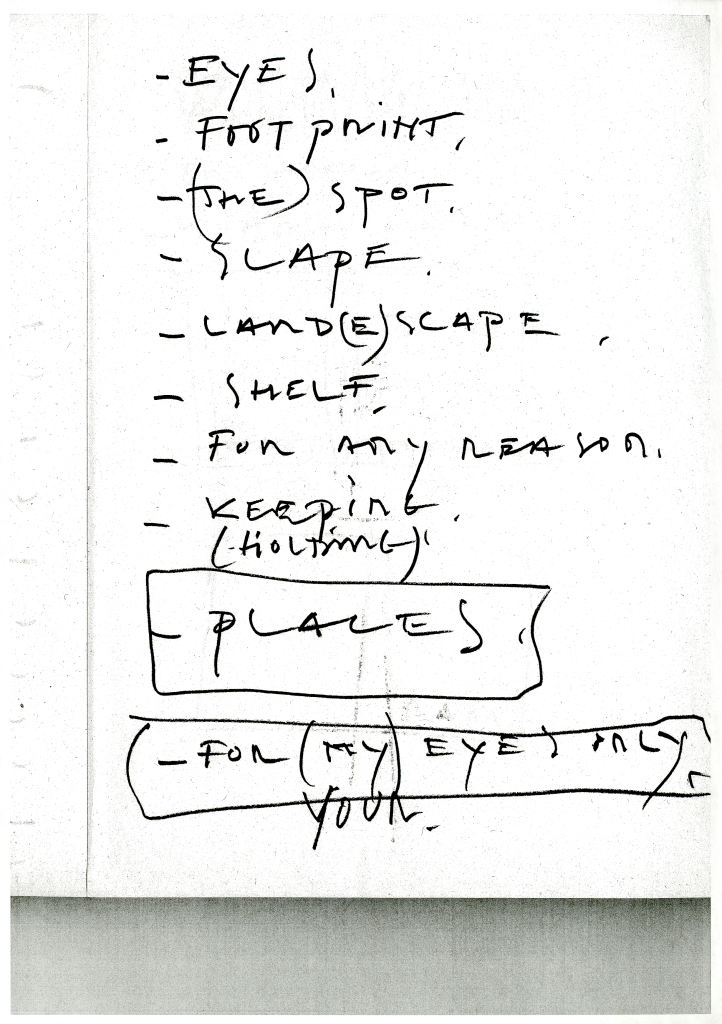 - EYES.
- FOOTPRINT.
- (THE) SPOT.
- SCAPE.
- LAND(E)SCAPE.
- SHELF.
- FOR ANY REASON.
- KEEPING.
(HOLDING)
- PLACES.
(- FOR (MY) EYES ONLY.
YOUR.